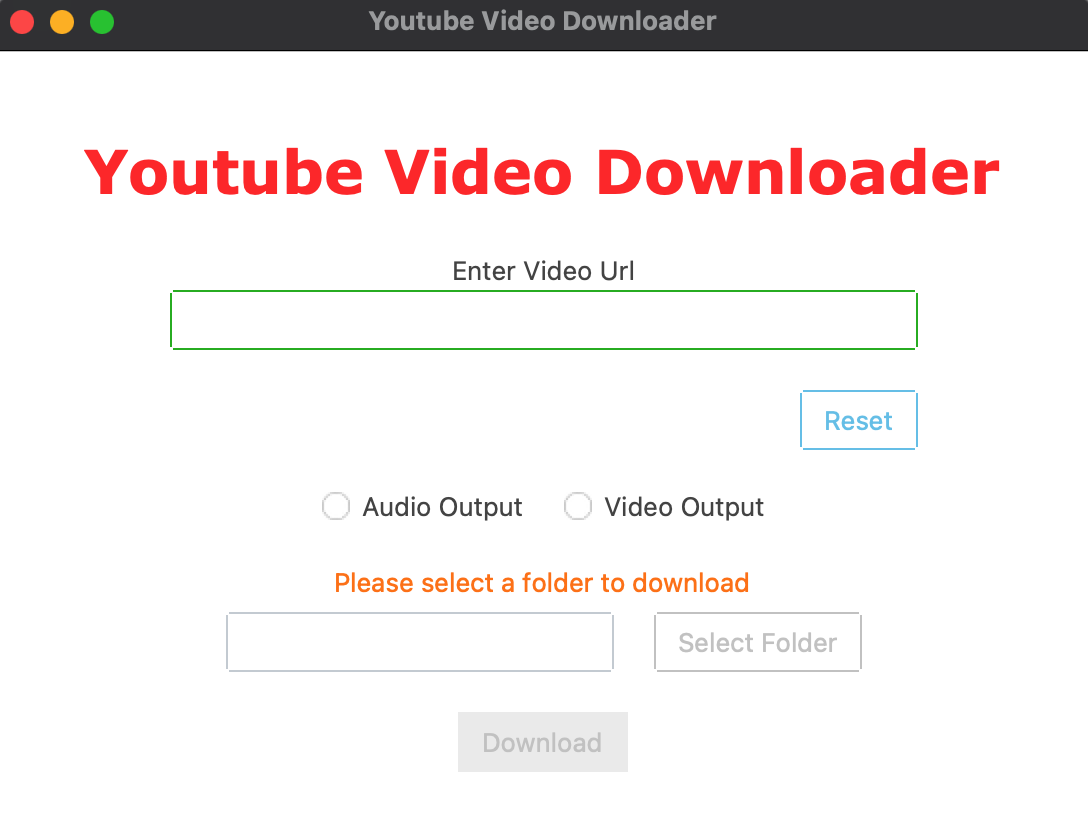 Youtube Video Downloader
Youtube Video Downloader
Enter Video Url
Reset
Audio Output Video Output
Please select a folder to download
Select Folder
Download